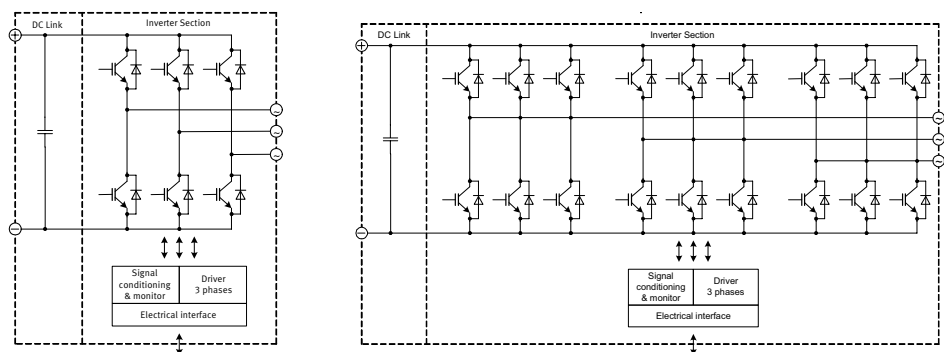 DC Link
Inverter Section
+
~
~
~
−
Signal
conditioning
& monitor
Driver
3 phases
Electrical interface
DC Link
Inverter Section
+
~
~
~
−
Signal
conditioning
& monitor
Driver
3 phases
Electrical interface